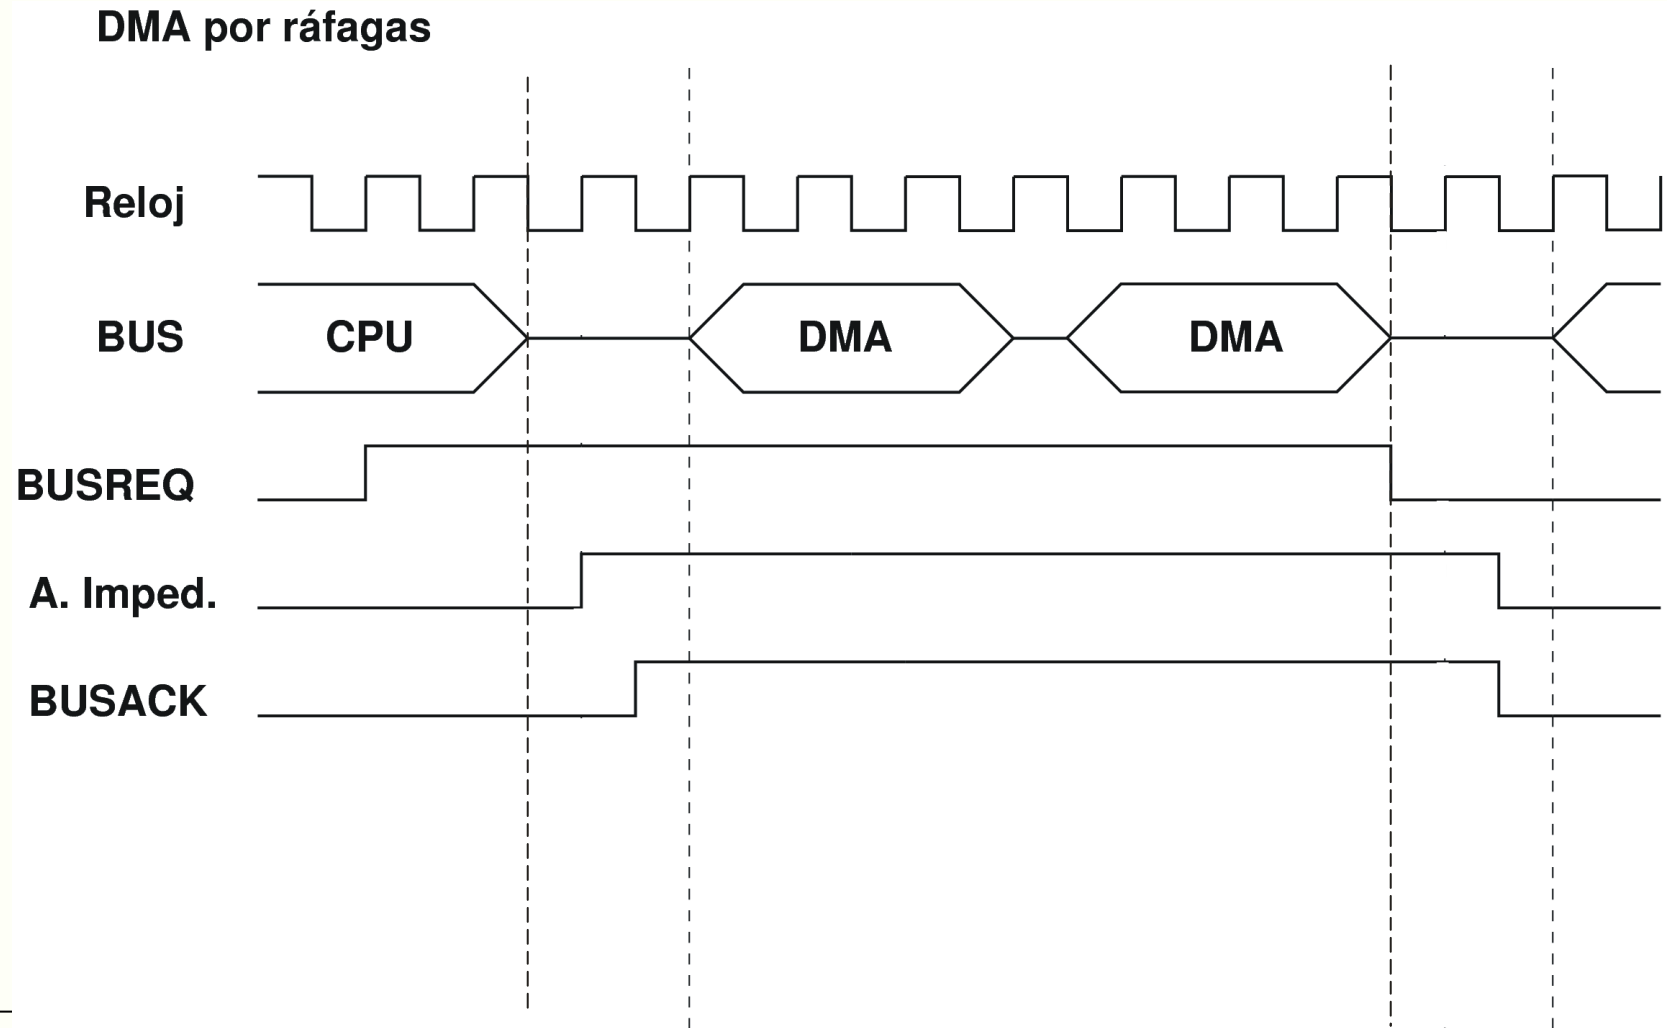 DMA por ráfagas
Reloj
BUS CPU DMA DMA
BUSREQ
A. Imped.
BUSACK